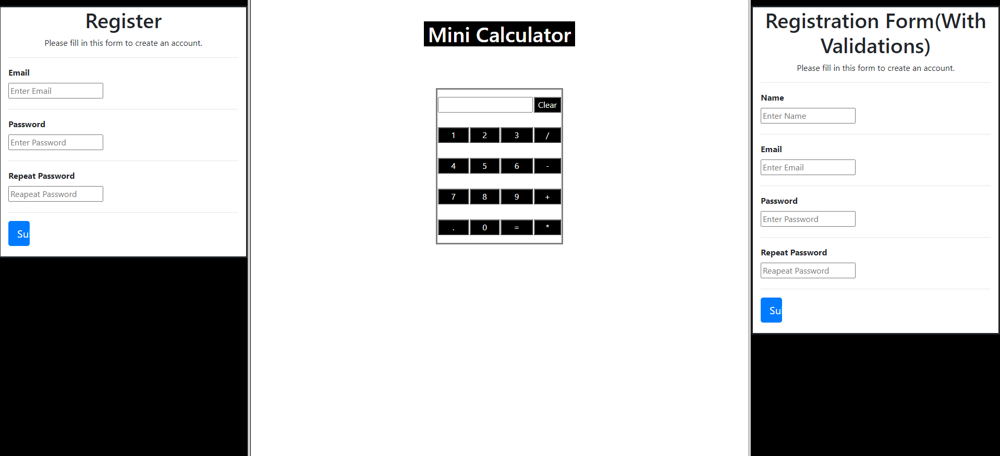 Register
Please fill in this form to create an account.
Email
Enter Email
Password
Enter Password
Repeat Password
Reapeat Password
Su
Mini Calculator
Clear
1 2 3 /
4 5 6 -
7 8 9 +
. 0 = *
Registration Form(With
Validations)
Please fill in this form to create an account.
Name
Enter Name
Email
Enter Email
Password
Enter Password
Repeat Password
Reapeat Password
Su